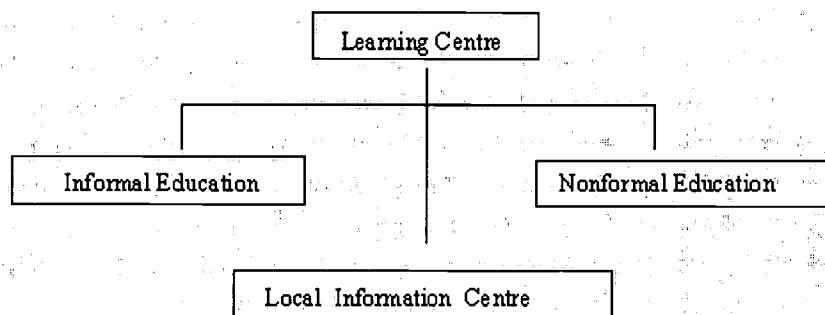 Learning Centre
Informal Education
Nonformal Education
Local Information Centre